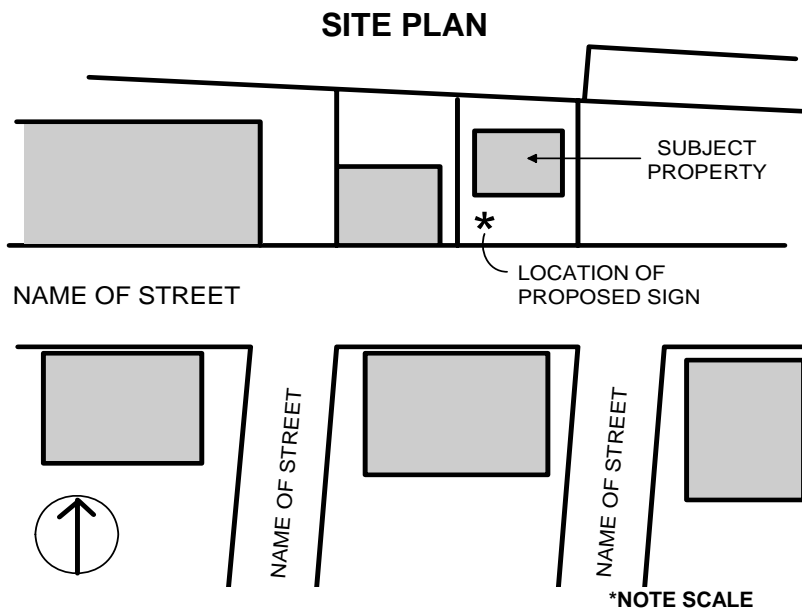 SITE PLAN
SUBJECT
PROPERTY
*
LOCATION OF
PROPOSED SIGN
NAME OF STREET
NAME OF STREET
NAME OF STREET
*NOTE SCALE